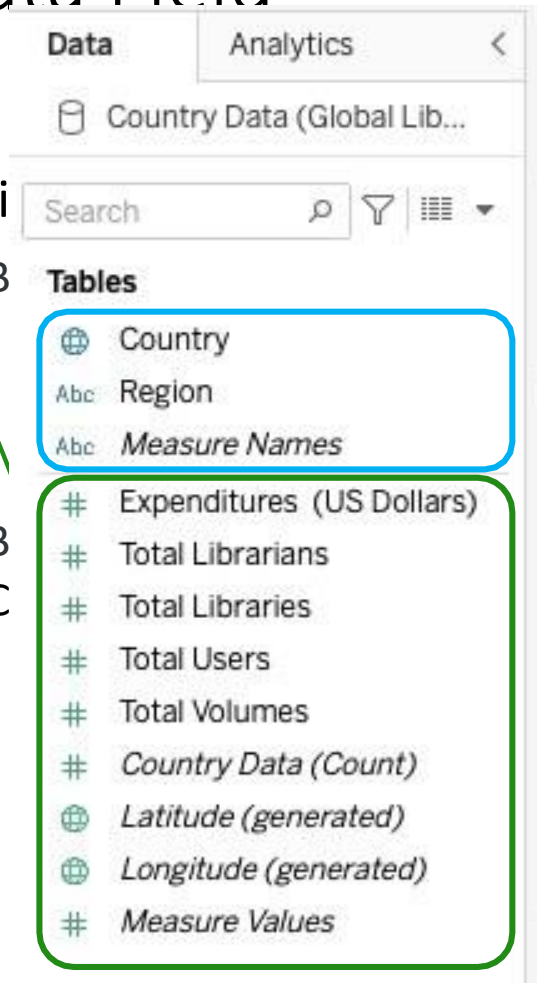 Data Analytics
Country Data (Global Lib...
Search
Tables
Country
Abc Region
Abc Measure Names
# Expenditures (US Dollars)
# Total Librarians
# Total Libraries
# Total Users
# Total Volumes
# Country Data (Count)
Latitude (generated)
Longitude (generated)
# Measure Values